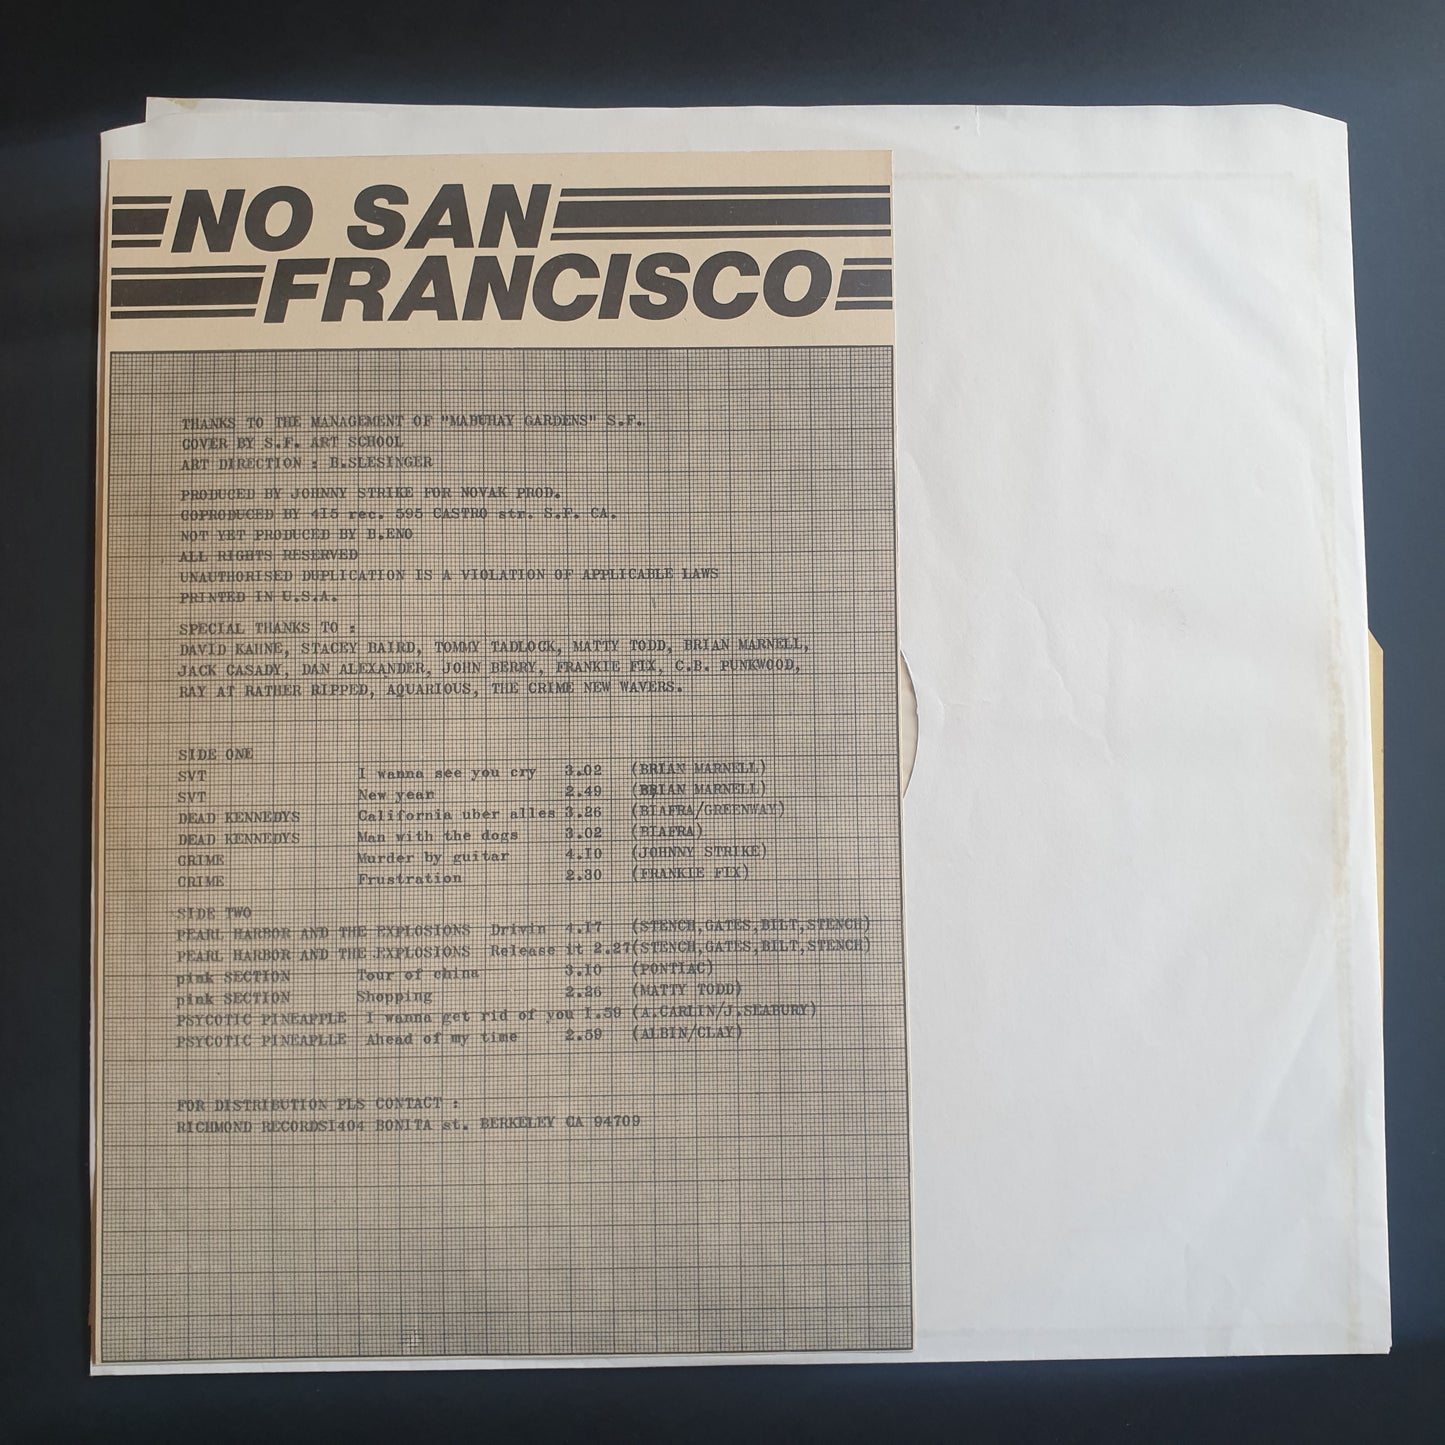 NO SAN
FRANCISCO
THANKS TO THE MANAGEMENT OF "MABUHAY GARDENS" S.F.
COVER BY S.F. ART SCHOOL
ART DIRECTION : B.SLESINGER
PRODUCED BY JOHNNY STRIKE FOR NOVAK PROD.
COPRODUCED BY 415 rec. 595 CASTRO str. S.F. CA.
NOT YET PRODUCED BY B.ENO
ALL RIGHTS RESERVED
UNAUTHORISED DUPLICATION IS A VIOLATION OF APPLICABLE LAWS
PRINTED IN U.S.A.
SPECIAL THANKS TO :
DAVID KAHNE, STACEY BAIRD, TOMMY TADLOCK, MATTY TODD, BRIAN MARNELL,
JACK CASADY, DAN ALEXANDER, JOHN BERRY, FRANKIE FIX, C.B. PUNKWOOD,
RAY AT RATHER RIPPED, AQUARIOUS, THE CRIME NEW WAVERS.
SIDE ONE
SVT I wanna see you cry 3.02 (BRIAN MARNELL)
SVT New year 2.49 (BRIAN MARNELL)
DEAD KENNEDYS California uber alles 3.26 (BIAFRA/GREENWAY)
DEAD KENNEDYS Man with the dogs 3.02 (BIAFRA)
CRIME Murder by guitar 4.10 (JOHNNY STRIKE)
CRIME Frustration 2.30 (FRANKIE FIX)
SIDE TWO
PEARL HARBOR AND THE EXPLOSIONS Drivin 4.17 (STENCH,GATES,BILT,STENCH)
PEARL HARBOR AND THE EXPLOSIONS Release it 2.27(STENCH,GATES,BILT,STENCH)
pink SECTION Tour of china 3.10 (PONTIAC)
pink SECTION Shopping 2.26 (MATTY TODD)
PSYCOTIC PINEAPPLE I wanna get rid of you 1.59 (A.CARLIN/J.SEABURY)
PSYCOTIC PINEAPLLE Ahead of my time 2.59 (ALBIN/CLAY)
FOR DISTRIBUTION PLS CONTACT :
RICHMOND RECORDS1404 BONITA st. BERKELEY CA 94709